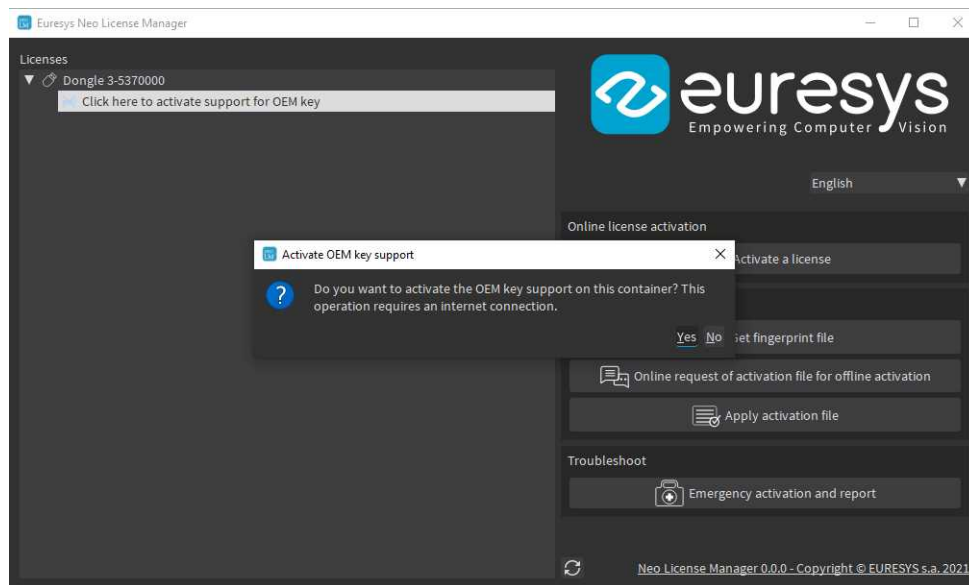 Euresys Neo License Manager
Licenses
Dongle 3-5370000
Click here to activate support for OEM key
euresys
Empowering Computer Vision
English
Online license activation
Activate a license
Activate OEM key support
Do you want to activate the OEM key support on this container? This
operation requires an internet connection.
Yes No
Get fingerprint file
Online request of activation file for offline activation
Apply activation file
Troubleshoot
Emergency activation and report
Neo License Manager 0.0.0 - Copyright © EURESYS s.a. 2021